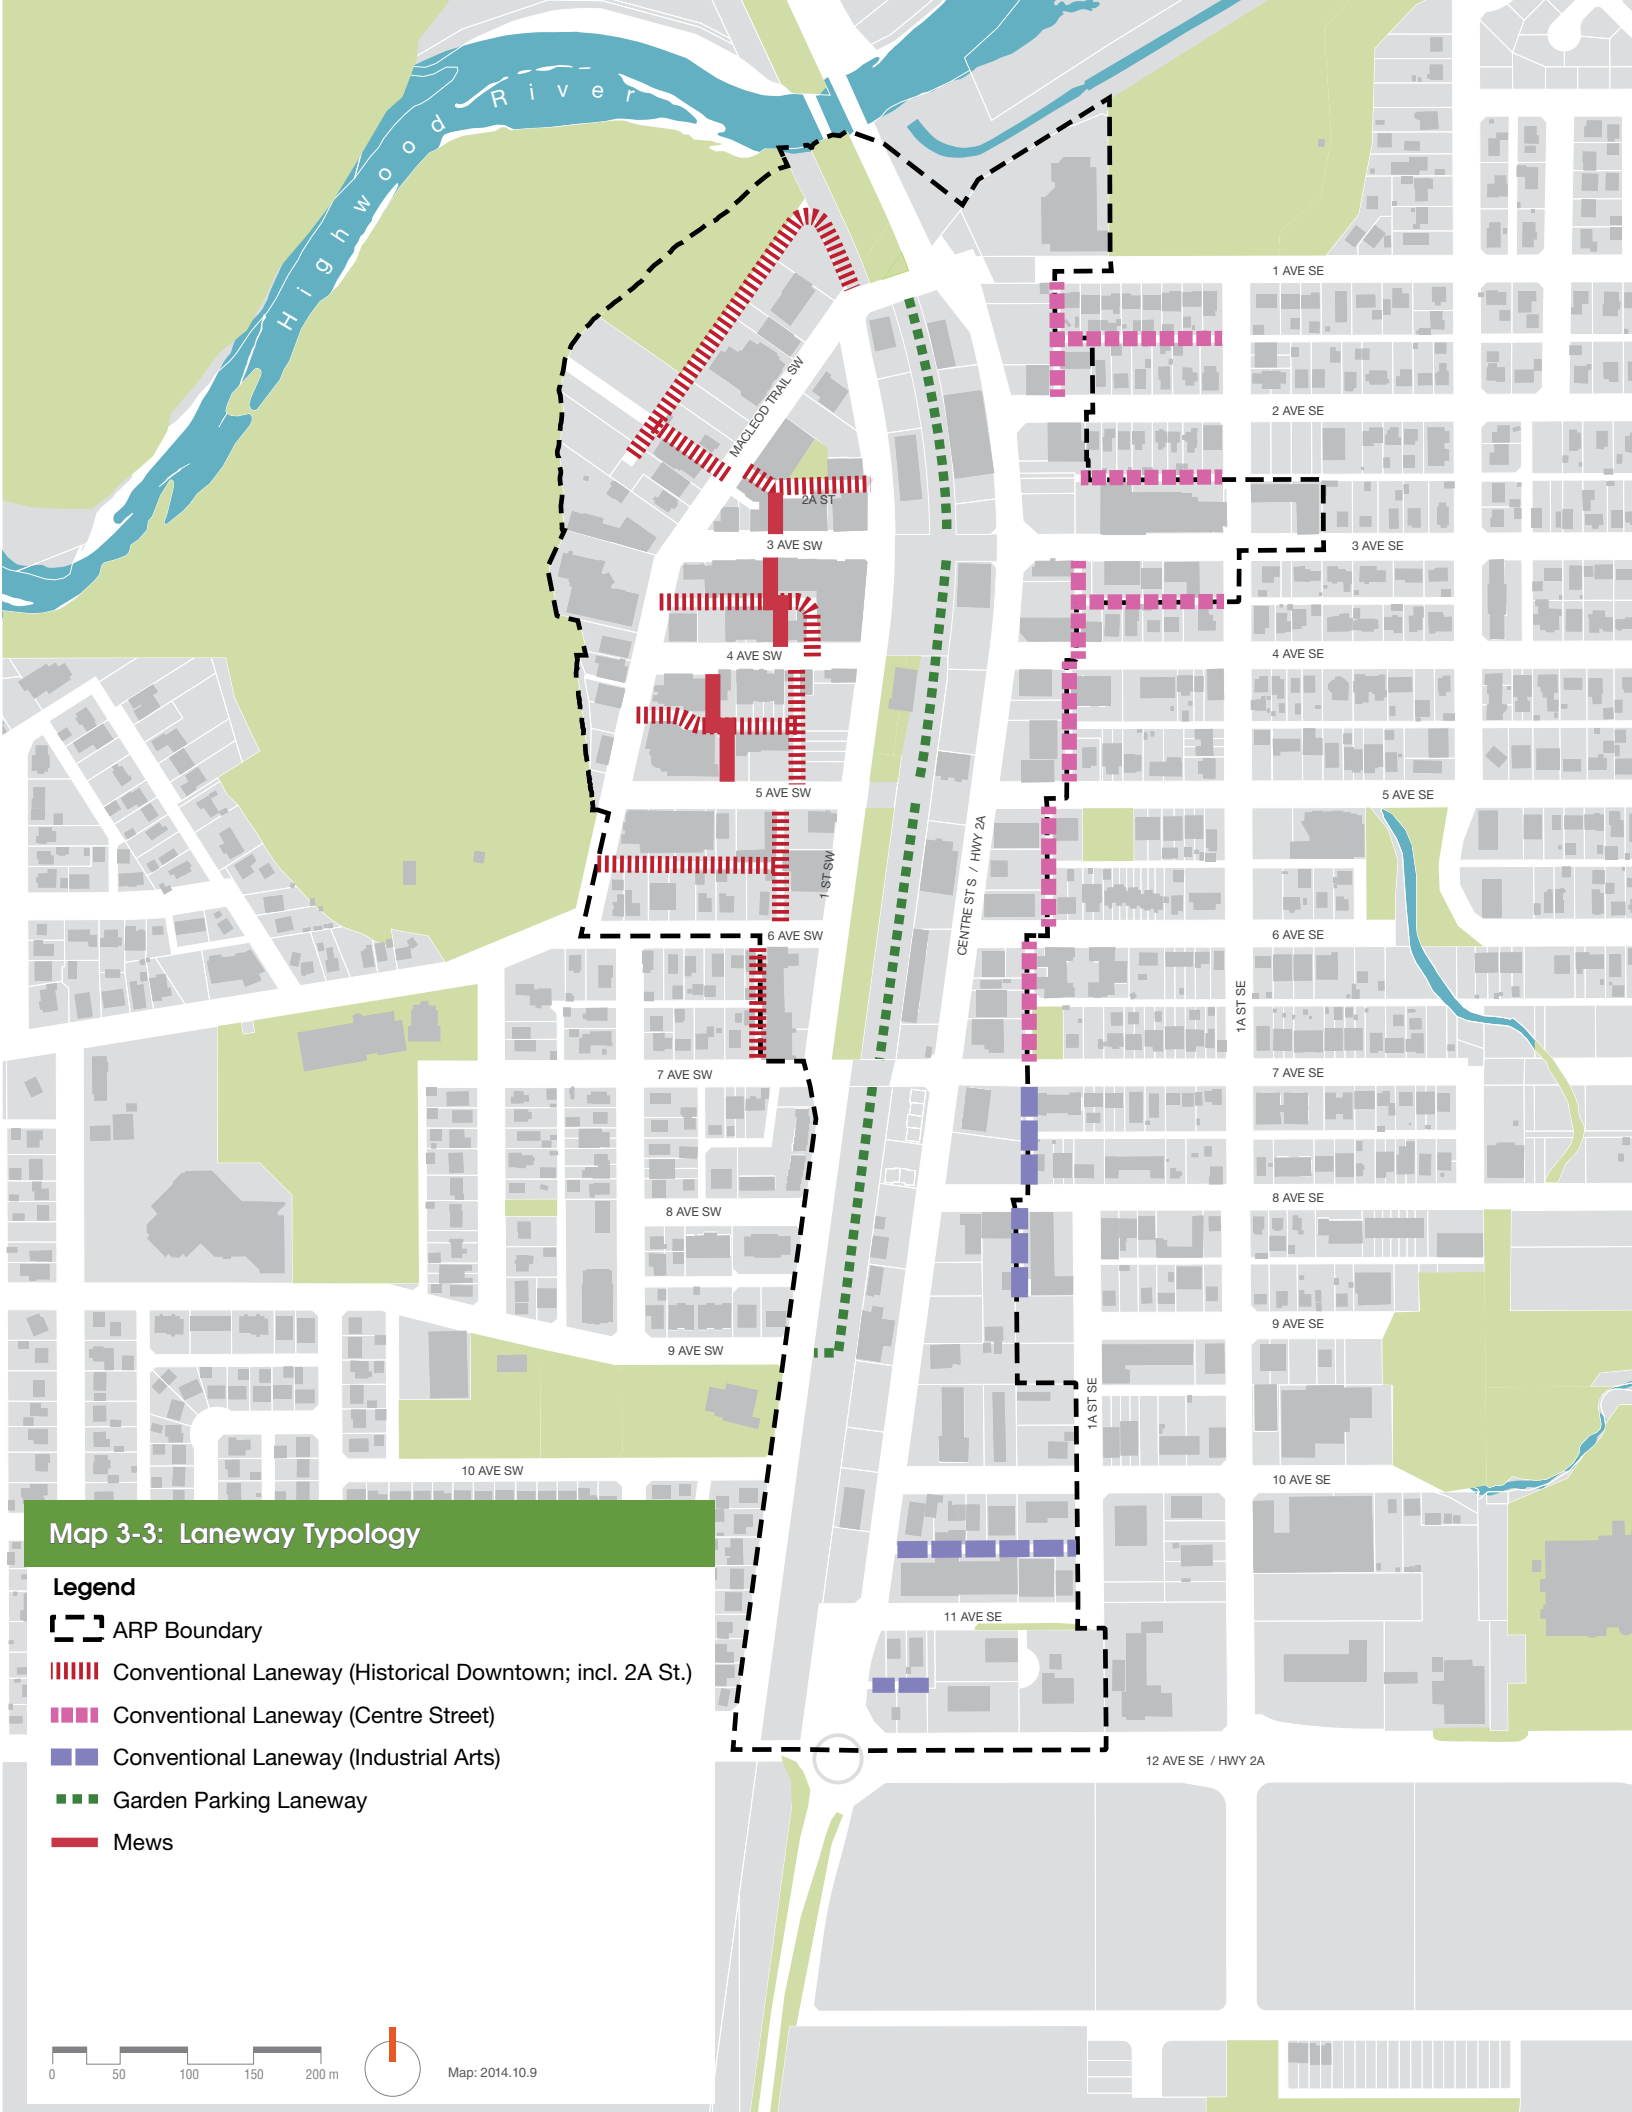 Highwood River
1 AVE SE
MACLEOD TRAIL SW
2 AVE SE
2A ST
3 AVE SW
3 AVE SE
4 AVE SW
4 AVE SE
5 AVE SW
5 AVE SE
1 ST SW
CENTRE ST S / HWY 2A
6 AVE SW
6 AVE SE
1A ST SE
7 AVE SW
7 AVE SE
8 AVE SW
8 AVE SE
9 AVE SW
9 AVE SE
1A ST SE
10 AVE SW
10 AVE SE
11 AVE SE
12 AVE SE / HWY 2A
Map 3-3: Laneway Typology
Legend
ARP Boundary
Conventional Laneway (Historical Downtown; incl. 2A St.)
Conventional Laneway (Centre Street)
Conventional Laneway (Industrial Arts)
Garden Parking Laneway
Mews
0 50 100 150 200 m
Map: 2014.10.9